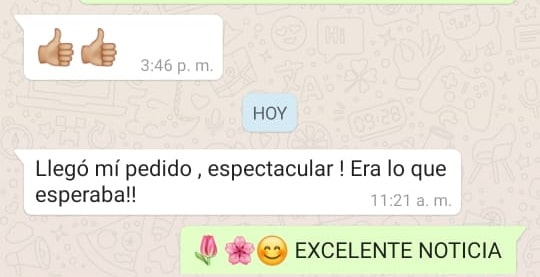 👍🏼👍🏼
3:46 p. m.
HOY
Llegó mí pedido , espectacular ! Era lo que
esperaba!!
11:21 a. m.
🌷🌸😊 EXCELENTE NOTICIA